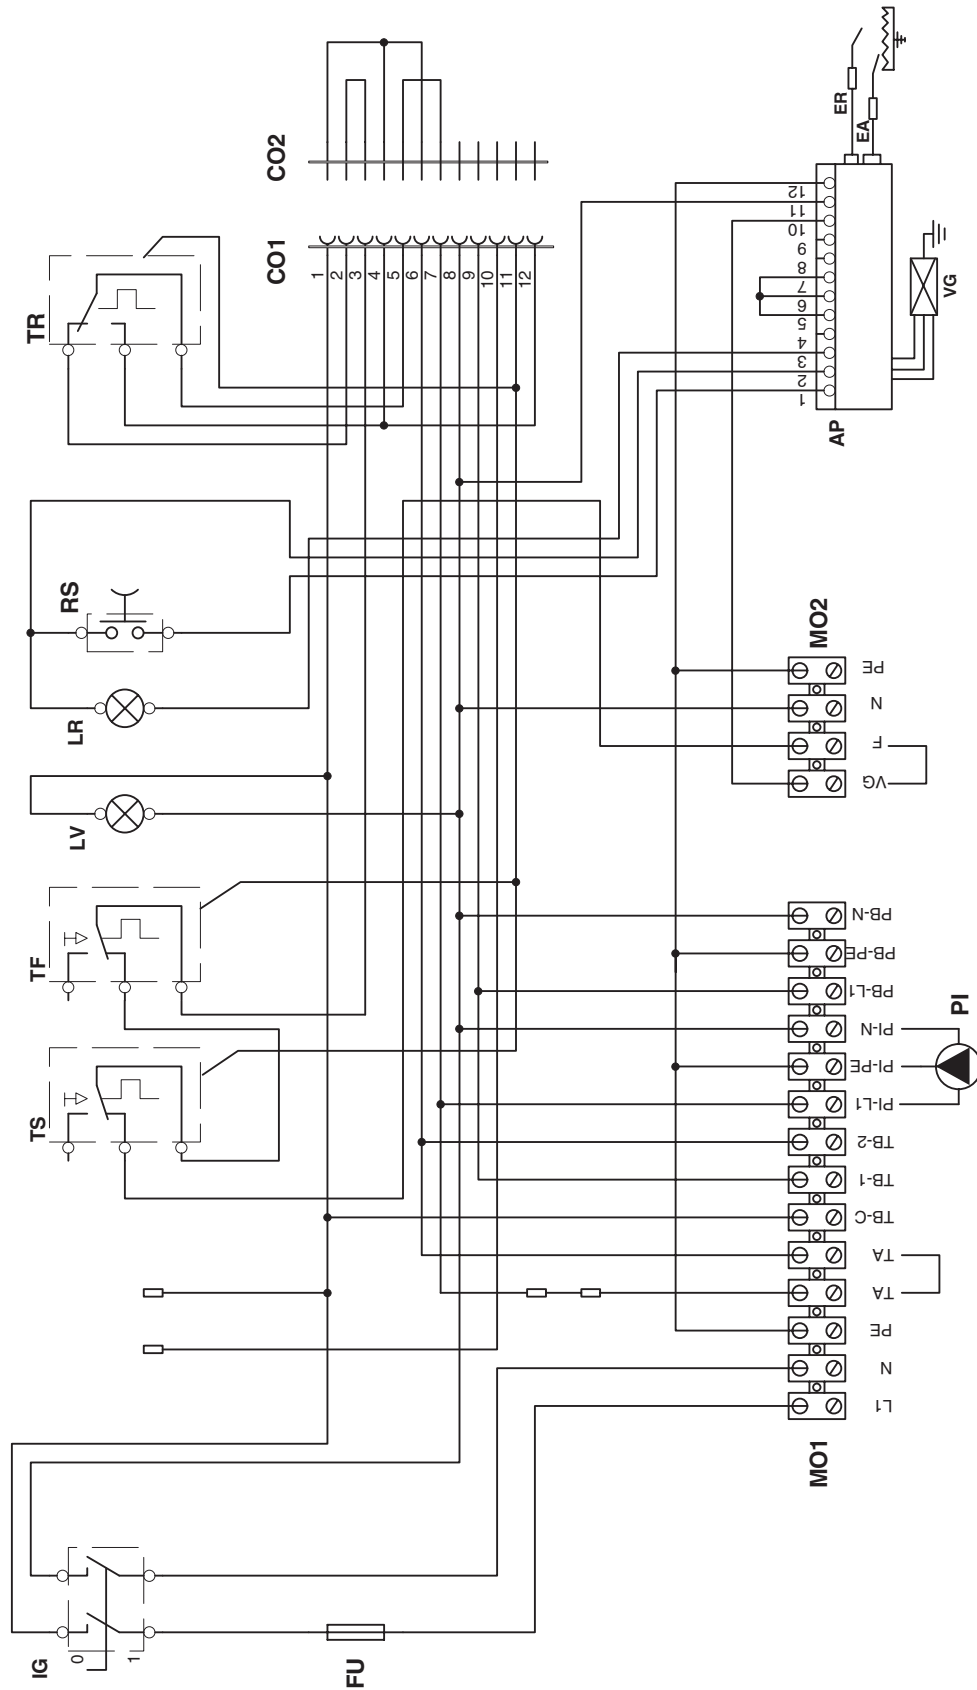 TR
CO1
CO2
1
2
3
4
5
6
7
8
9
10
11
12
ER
EA
12
11
10
9
8
7
6
5
4
3
2
1
AP
VG
RS
LR
LV
MO2
PE
N
F
VG
TF
TS
PB-N
PB-PE
PB-L1
PI-N
PI-PE
PI-L1
TB-2
TB-1
TB-C
TA
TA
PE
N
L1
PI
MO1
IG
0
1
FU